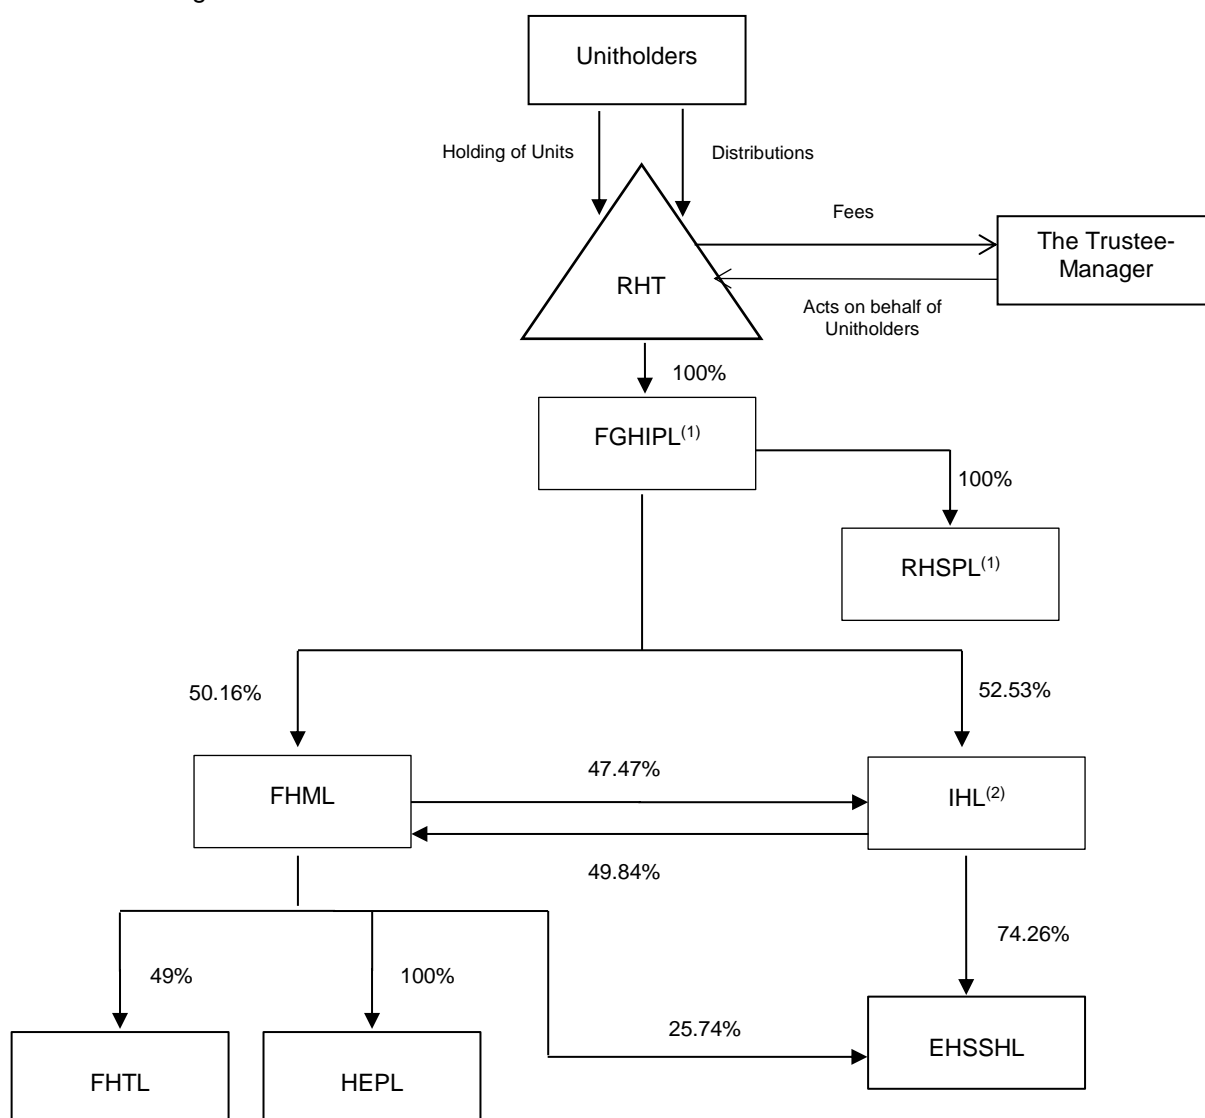 Unitholders
Holding of Units
Distributions
Fees
The Trustee-
Manager
RHT
Acts on behalf of
Unitholders
100%
FGHIPL(1)
100%
RHSPL(1)
50.16%
52.53%
47.47%
FHML
IHL(2)
49.84%
74.26%
49%
100%
25.74%
EHSSHL
FHTL
HEPL